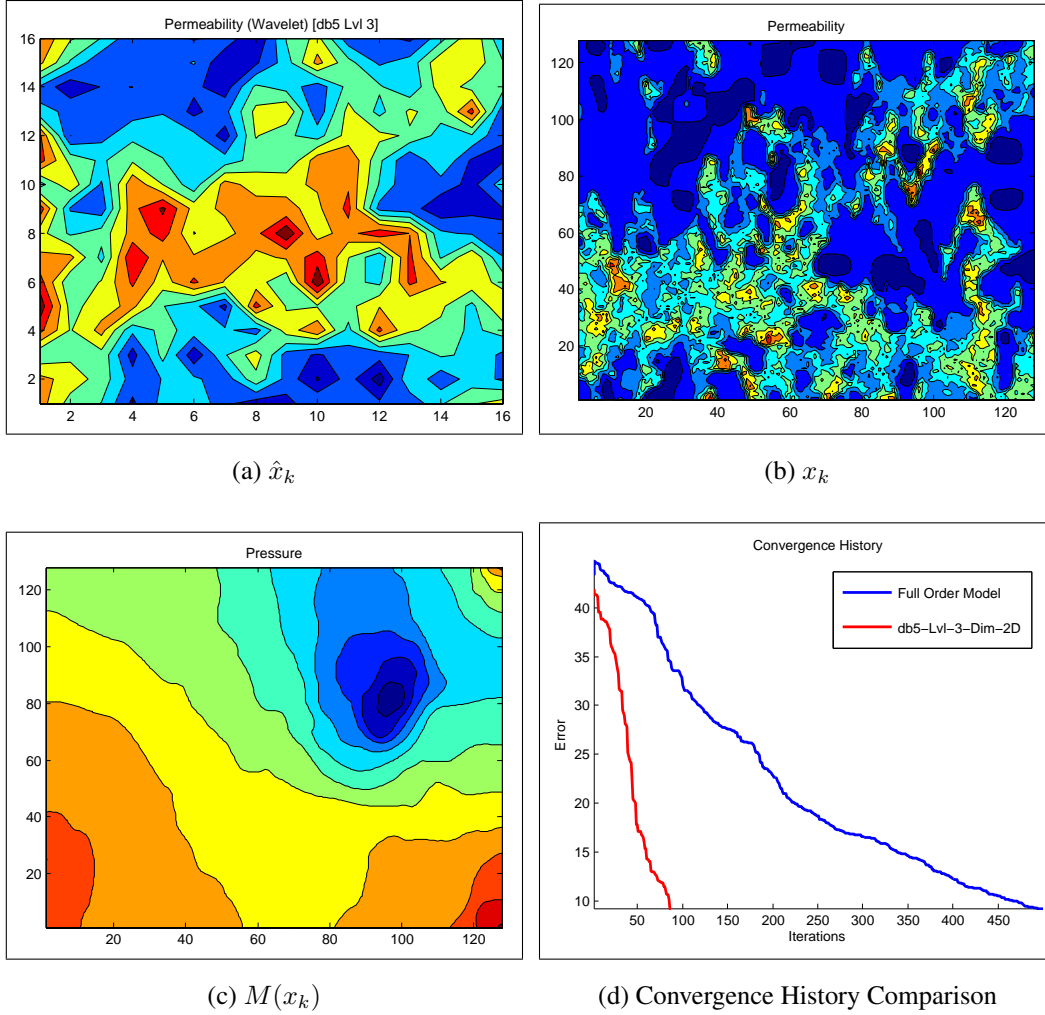 Permeability (Wavelet) [db5 Lvl 3]
16
14
12
10
8
6
4
2
2 4 6 8 10 12 14 16
(a) x̂_k
Permeability
120
100
80
60
40
20
20 40 60 80 100 120
(b) x_k
Pressure
120
100
80
60
40
20
20 40 60 80 100 120
(c) M(x_k)
Convergence History
Full Order Model
db5−Lvl−3−Dim−2D
Error
40
35
30
25
20
15
10
50 100 150 200 250 300 350 400 450
Iterations
(d) Convergence History Comparison